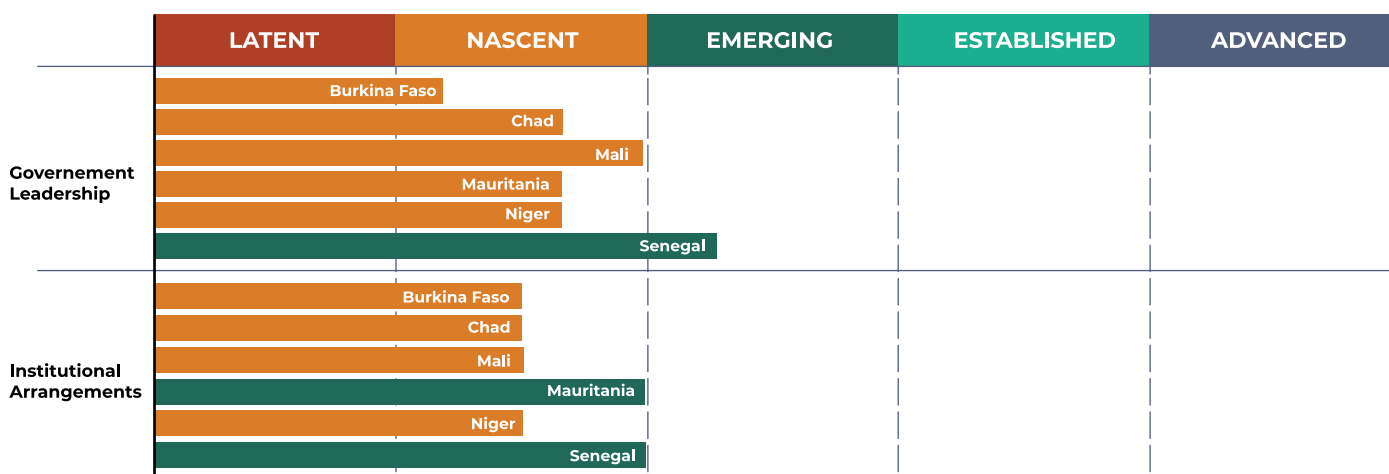 LATENT NASCENT EMERGING ESTABLISHED ADVANCED
Governement
Leadership
Burkina Faso
Chad
Mali
Mauritania
Niger
Senegal
Institutional
Arrangements
Burkina Faso
Chad
Mali
Mauritania
Niger
Senegal